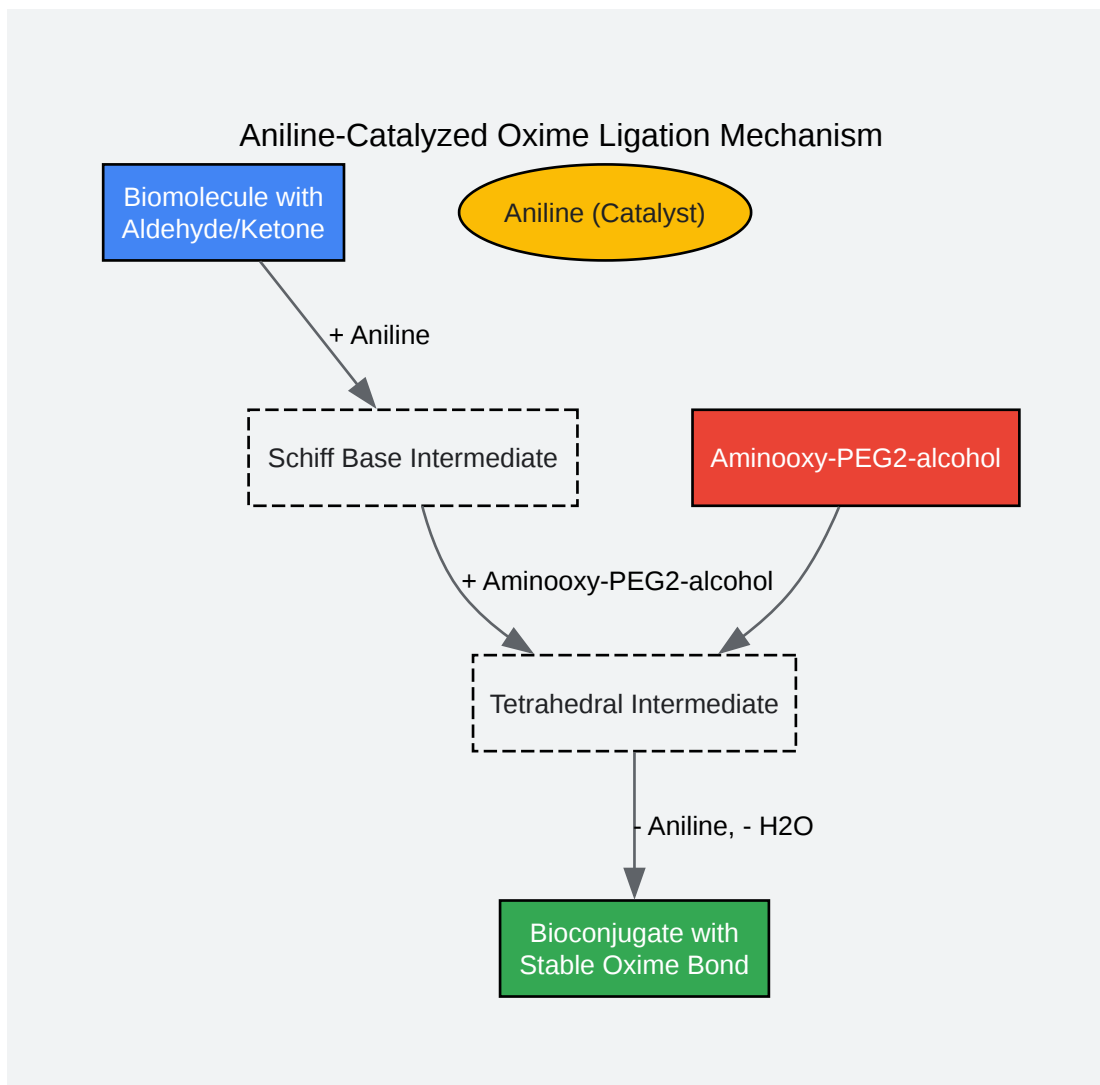 Aniline-Catalyzed Oxime Ligation Mechanism
Biomolecule with
Aldehyde/Ketone
Aniline (Catalyst)
+ Aniline
Schiff Base Intermediate
Aminooxy-PEG2-alcohol
+ Aminooxy-PEG2-alcohol
Tetrahedral Intermediate
- Aniline, - H2O
Bioconjugate with
Stable Oxime Bond